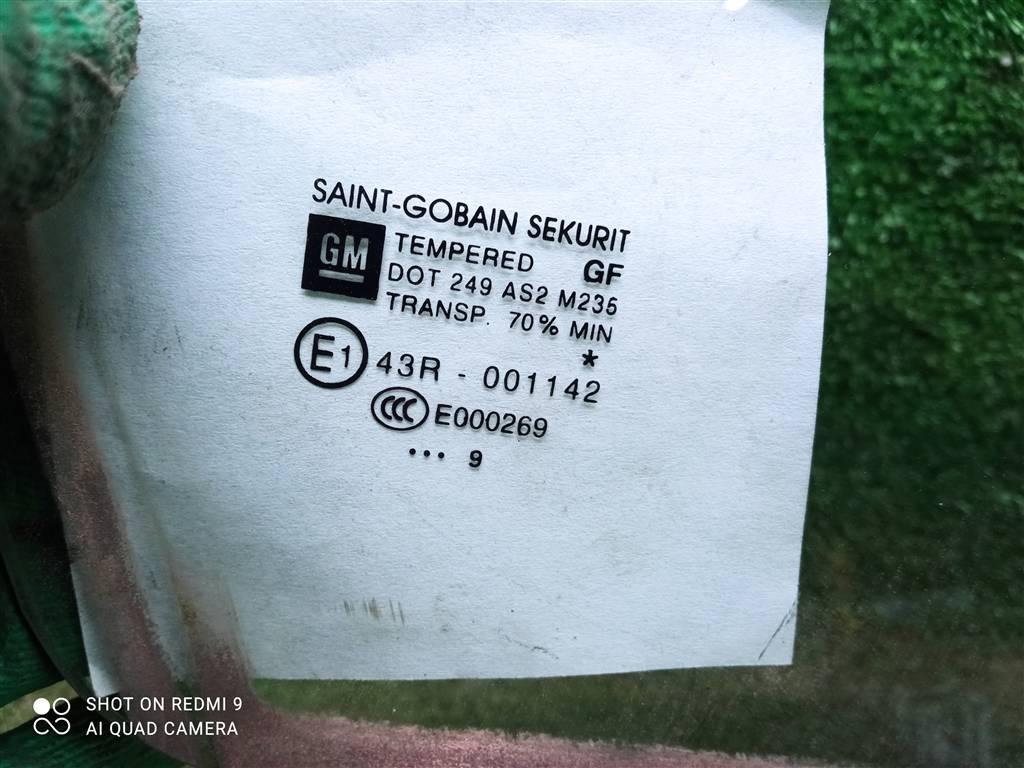 SAINT-GOBAIN SEKURIT
GM
TEMPERED GF
DOT 249 AS2 M235
TRANSP. 70% MIN
*
E1 43R - 001142
CCC E000269
... 9
SHOT ON REDMI 9
AI QUAD CAMERA